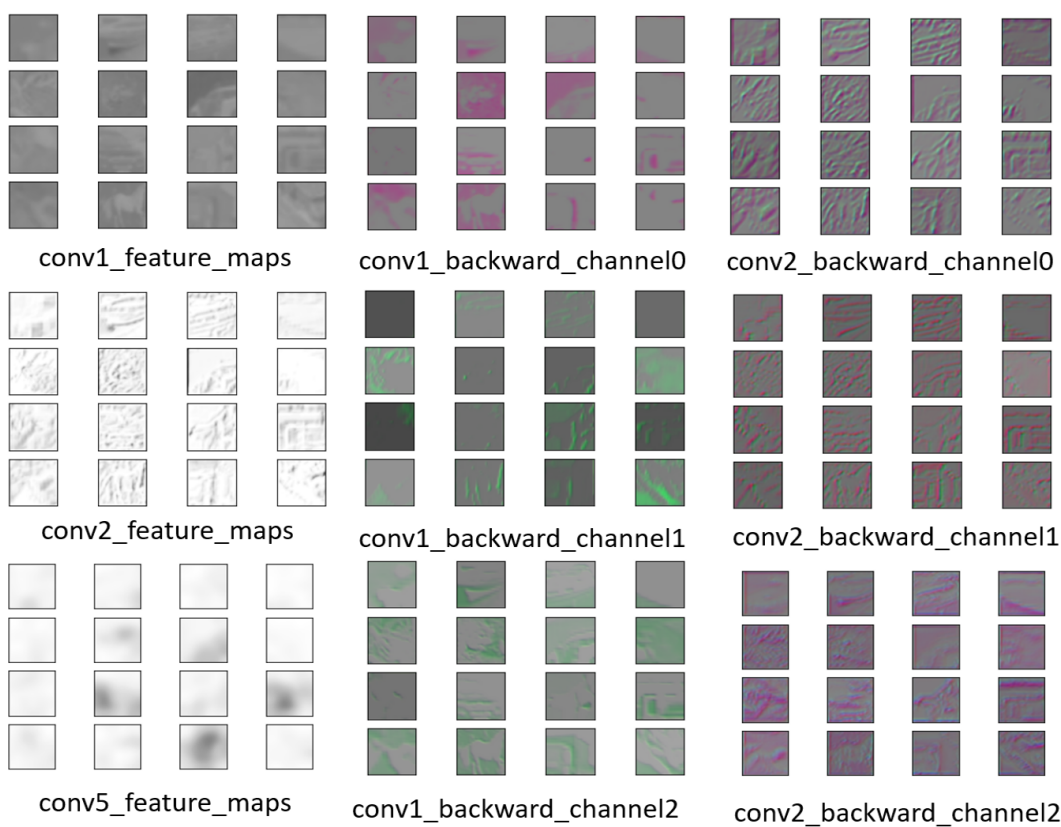 conv1_feature_maps
conv1_backward_channel0
conv2_backward_channel0
conv2_feature_maps
conv1_backward_channel1
conv2_backward_channel1
conv5_feature_maps
conv1_backward_channel2
conv2_backward_channel2